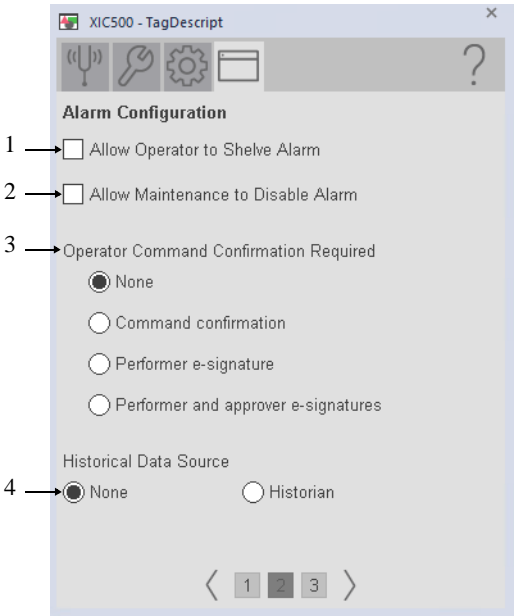 XIC500 - TagDescript ×
?
Alarm Configuration
1 Allow Operator to Shelve Alarm
2 Allow Maintenance to Disable Alarm
3 Operator Command Confirmation Required
None
Command confirmation
Performer e-signature
Performer and approver e-signatures
Historical Data Source
4 None Historian
1 2 3